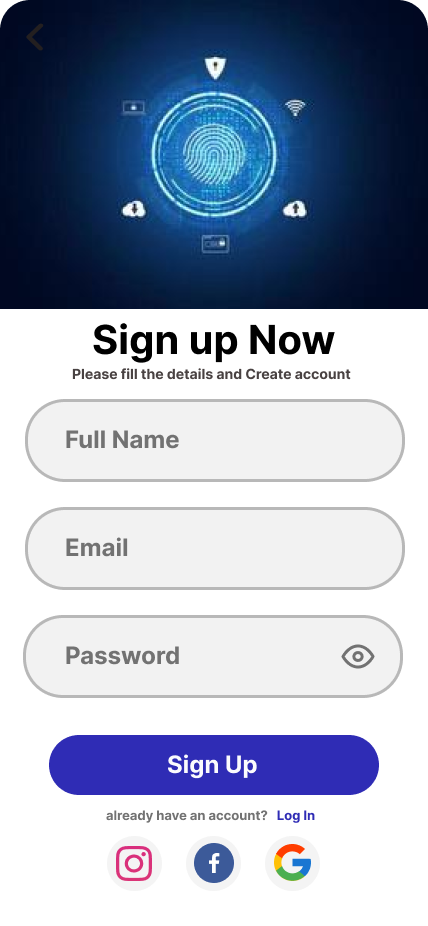 Sign up Now
Please fill the details and Create account
Full Name
Email
Password
Sign Up
already have an account? Log In